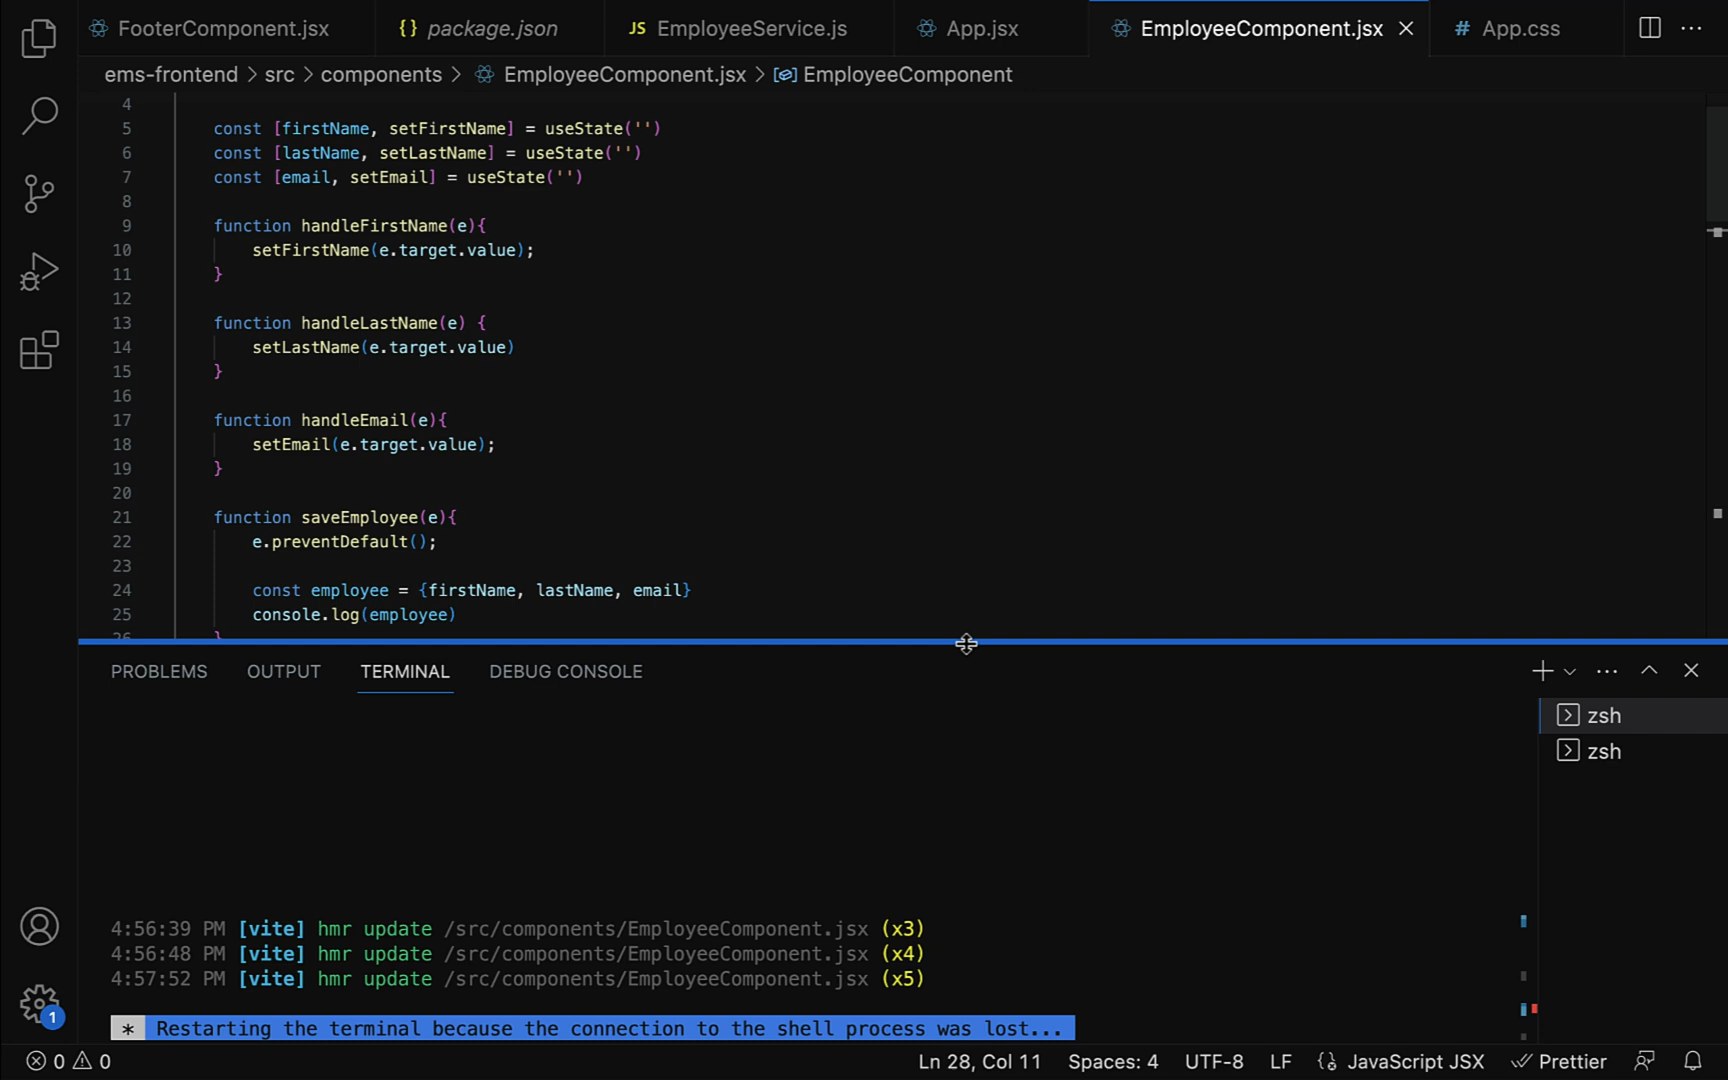 FooterComponent.jsx {} package.json JS EmployeeService.js App.jsx EmployeeComponent.jsx # App.css
ems-frontend > src > components > EmployeeComponent.jsx > EmployeeComponent
4
5 const [firstName, setFirstName] = useState('')
6 const [lastName, setLastName] = useState('')
7 const [email, setEmail] = useState('')
8
9 function handleFirstName(e){
10 setFirstName(e.target.value);
11 }
12
13 function handleLastName(e) {
14 setLastName(e.target.value)
15 }
16
17 function handleEmail(e){
18 setEmail(e.target.value);
19 }
20
21 function saveEmployee(e){
22 e.preventDefault();
23
24 const employee = {firstName, lastName, email}
25 console.log(employee)
26 }
PROBLEMS OUTPUT TERMINAL DEBUG CONSOLE
zsh
zsh
4:56:39 PM [vite] hmr update /src/components/EmployeeComponent.jsx (x3)
4:56:48 PM [vite] hmr update /src/components/EmployeeComponent.jsx (x4)
4:57:52 PM [vite] hmr update /src/components/EmployeeComponent.jsx (x5)
* Restarting the terminal because the connection to the shell process was lost...
1
0 0 Ln 28, Col 11 Spaces: 4 UTF-8 LF {} JavaScript JSX Prettier